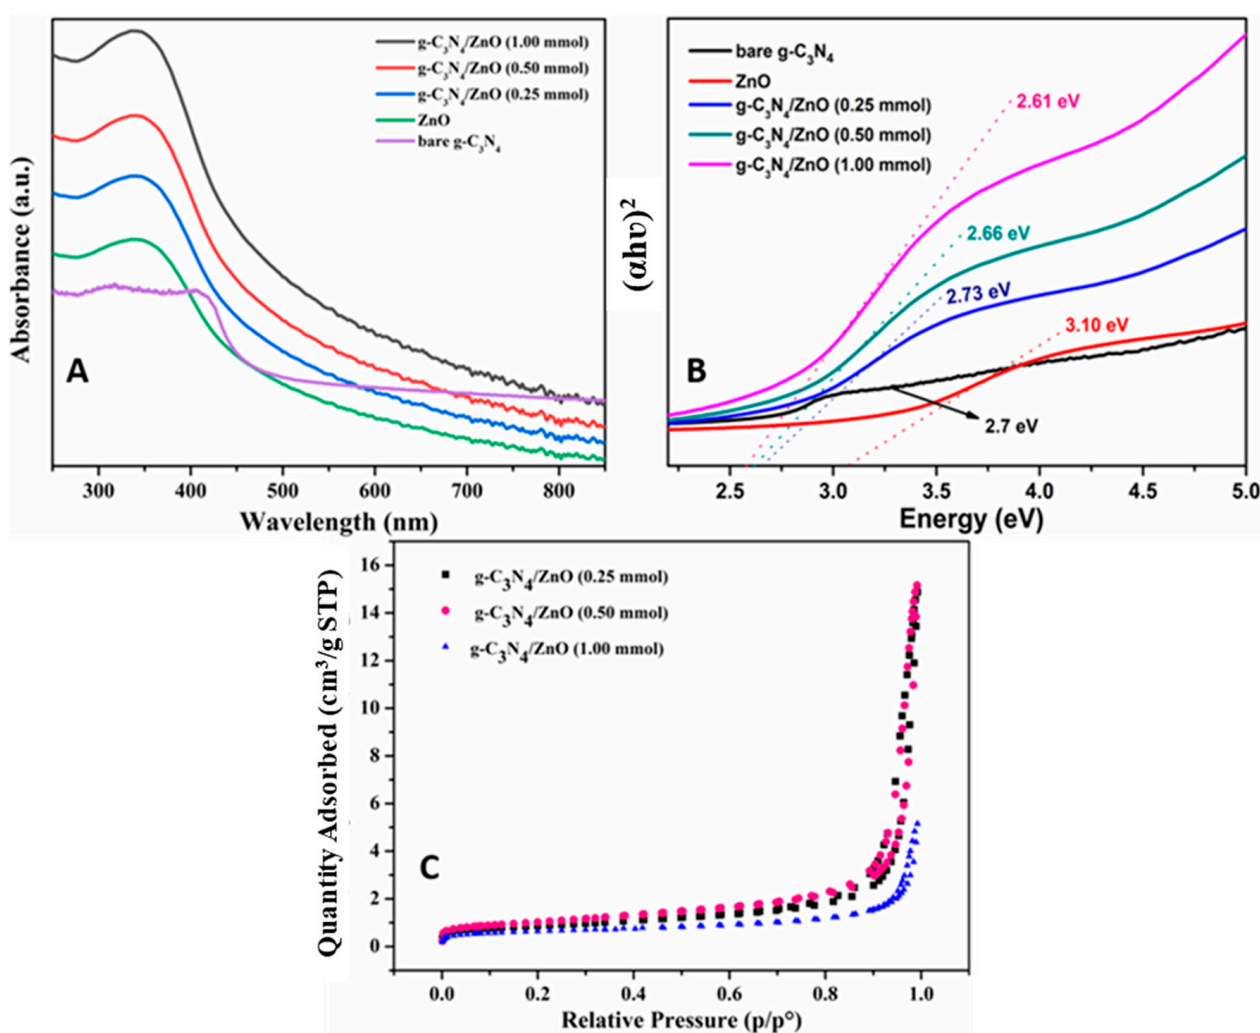 g-C₃N₄/ZnO (1.00 mmol)
g-C₃N₄/ZnO (0.50 mmol)
g-C₃N₄/ZnO (0.25 mmol)
ZnO
bare g-C₃N₄
Absorbance (a.u.)
A
300 400 500 600 700 800
Wavelength (nm)
bare g-C₃N₄
ZnO
g-C₃N₄/ZnO (0.25 mmol)
g-C₃N₄/ZnO (0.50 mmol)
g-C₃N₄/ZnO (1.00 mmol)
2.61 eV
2.66 eV
2.73 eV
3.10 eV
2.7 eV
(αhυ)²
B
2.5 3.0 3.5 4.0 4.5 5.0
Energy (eV)
g-C₃N₄/ZnO (0.25 mmol)
g-C₃N₄/ZnO (0.50 mmol)
g-C₃N₄/ZnO (1.00 mmol)
Quantity Adsorbed (cm³/g STP)
16
14
12
10
8
6
4
2
0
C
0.0 0.2 0.4 0.6 0.8 1.0
Relative Pressure (p/p°)